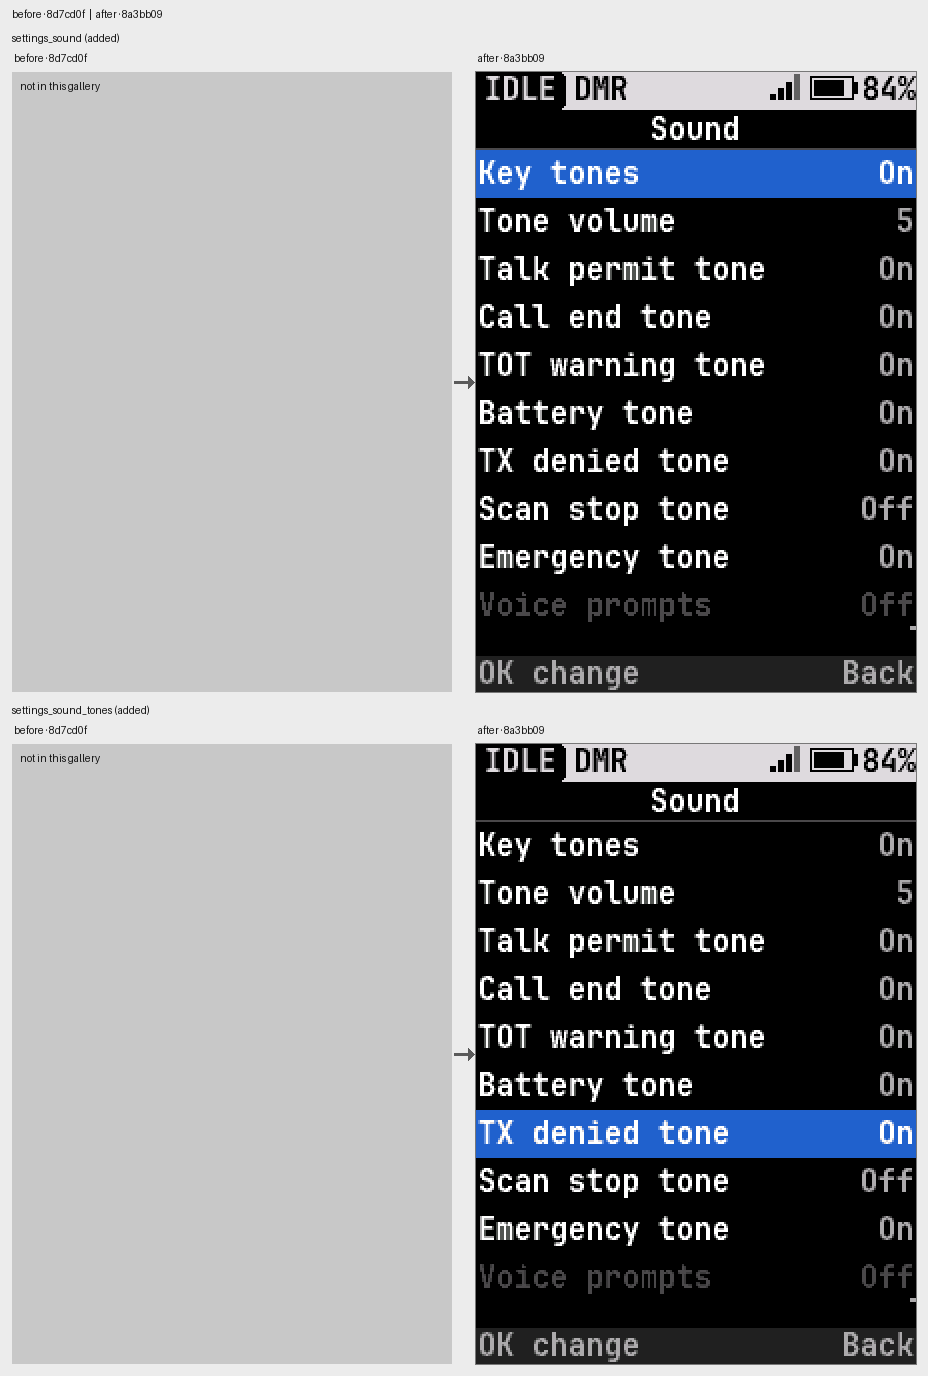 before · 8d7cd0f | after · 8a3bb09
settings_sound (added)
before · 8d7cd0f
after · 8a3bb09
not in this gallery
IDLE DMR 84%
Sound
Key tones On
Tone volume 5
Talk permit tone On
Call end tone On
TOT warning tone On
Battery tone On
TX denied tone On
Scan stop tone Off
Emergency tone On
Voice prompts Off
OK change Back
settings_sound_tones (added)
before · 8d7cd0f
after · 8a3bb09
not in this gallery
IDLE DMR 84%
Sound
Key tones On
Tone volume 5
Talk permit tone On
Call end tone On
TOT warning tone On
Battery tone On
TX denied tone On
Scan stop tone Off
Emergency tone On
Voice prompts Off
OK change Back